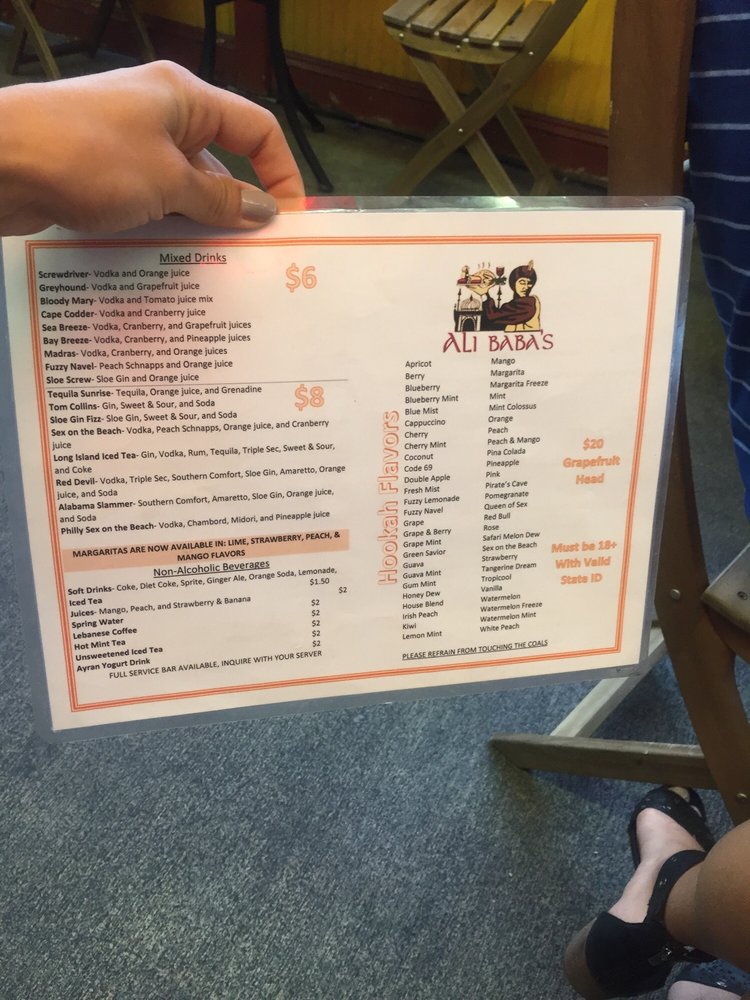 Mixed Drinks
$6
Screwdriver- Vodka and Orange juice
Greyhound- Vodka and Grapefruit juice
Bloody Mary- Vodka and Tomato juice mix
Cape Codder- Vodka and Cranberry juice
Sea Breeze- Vodka, Cranberry, and Grapefruit juices
Bay Breeze- Vodka, Cranberry, and Pineapple juices
Madras- Vodka, Cranberry, and Orange juices
Fuzzy Navel- Peach Schnapps and Orange juice
Sloe Screw- Sloe Gin and Orange juice
$8
Tequila Sunrise- Tequila, Orange juice, and Grenadine
Tom Collins- Gin, Sweet & Sour, and Soda
Sloe Gin Fizz- Sloe Gin, Sweet & Sour, and Soda
Sex on the Beach- Vodka, Peach Schnapps, Orange juice, and Cranberry
juice
Long Island Iced Tea- Gin, Vodka, Rum, Tequila, Triple Sec, Sweet & Sour,
and Coke
Red Devil- Vodka, Triple Sec, Southern Comfort, Sloe Gin, Amaretto, Orange
juice, and Soda
Alabama Slammer- Southern Comfort, Amaretto, Sloe Gin, Orange juice,
and Soda
Philly Sex on the Beach- Vodka, Chambord, Midori, and Pineapple juice
MARGARITAS ARE NOW AVAILABLE IN: LIME, STRAWBERRY, PEACH, &
MANGO FLAVORS
Non-Alcoholic Beverages
Soft Drinks- Coke, Diet Coke, Sprite, Ginger Ale, Orange Soda, Lemonade,
Iced Tea $1.50
Juices- Mango, Peach, and Strawberry & Banana $2
Spring Water $2
Lebanese Coffee $2
Hot Mint Tea $2
Unsweetened Iced Tea $2
Ayran Yogurt Drink $2
FULL SERVICE BAR AVAILABLE, INQUIRE WITH YOUR SERVER
ALI BABA'S
Hookah Flavors
Apricot
Berry
Blueberry
Blueberry Mint
Blue Mist
Cappuccino
Cherry
Cherry Mint
Coconut
Code 69
Double Apple
Fresh Mist
Fuzzy Lemonade
Fuzzy Navel
Grape
Grape & Berry
Grape Mint
Green Savior
Guava
Guava Mint
Gum Mint
Honey Dew
House Blend
Irish Peach
Kiwi
Lemon Mint
Mango
Margarita
Margarita Freeze
Mint
Mint Colossus
Orange
Peach
Peach & Mango
Pina Colada
Pineapple
Pink
Pirate's Cave
Pomegranate
Queen of Sex
Red Bull
Rose
Safari Melon Dew
Sex on the Beach
Strawberry
Tangerine Dream
Tropicool
Vanilla
Watermelon
Watermelon Freeze
Watermelon Mint
White Peach
$20
Grapefruit
Head
Must be 18+
With Valid
State ID
PLEASE REFRAIN FROM TOUCHING THE COALS